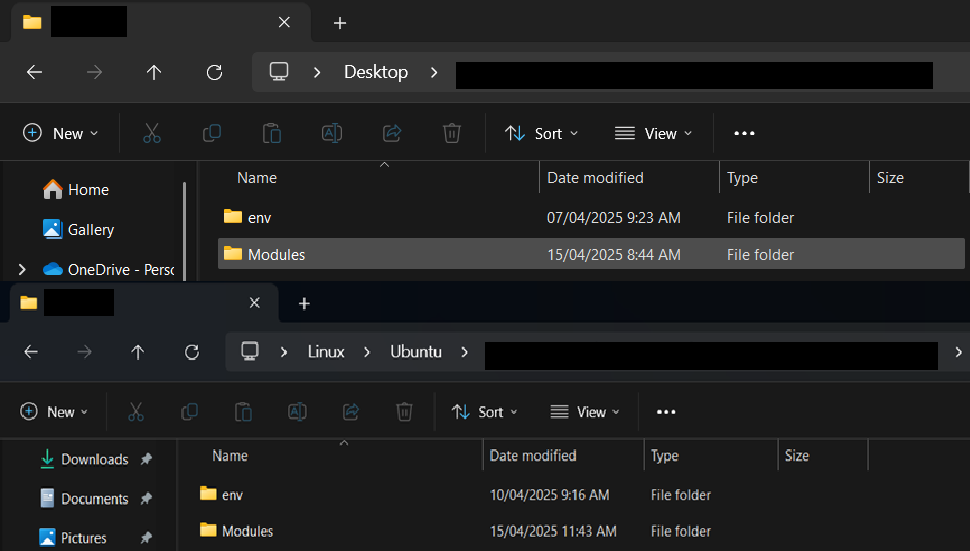 Desktop
New Sort View
Name Date modified Type Size
Home
Gallery
OneDrive - Persc
env 07/04/2025 9:23 AM File folder
Modules 15/04/2025 8:44 AM File folder
Linux Ubuntu
New Sort View
Name Date modified Type Size
Downloads
Documents
Pictures
env 10/04/2025 9:16 AM File folder
Modules 15/04/2025 11:43 AM File folder